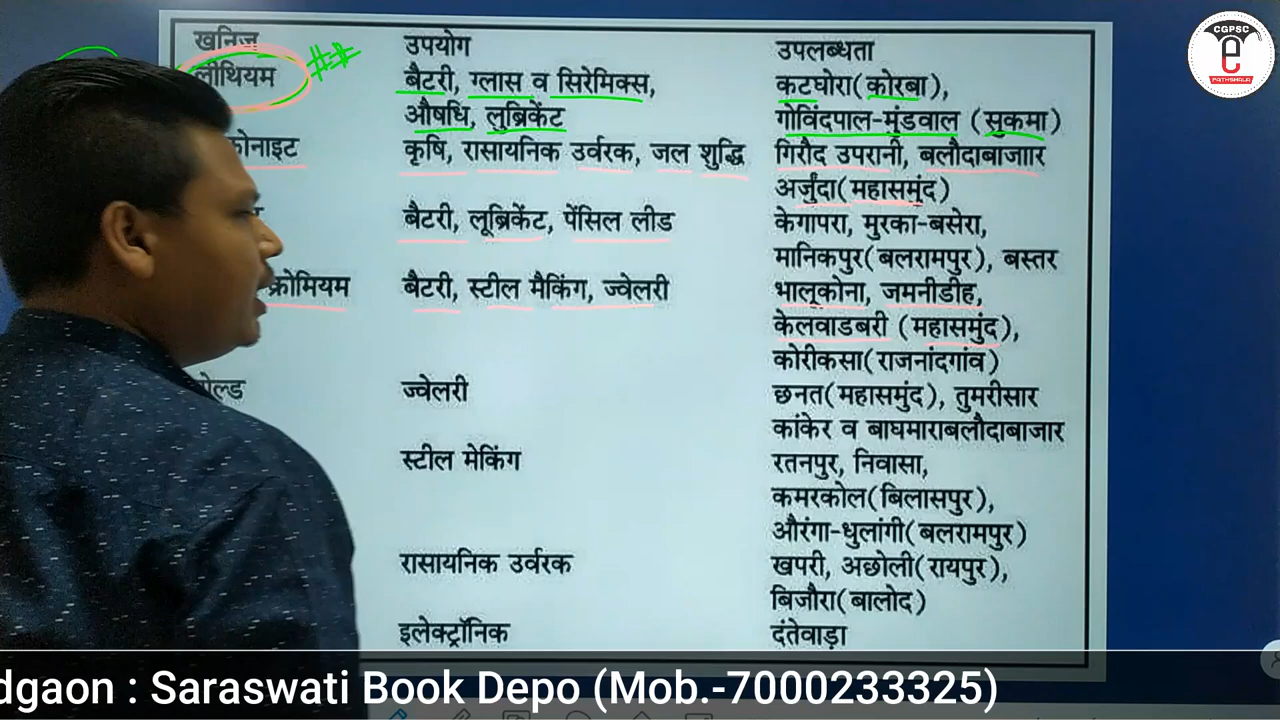 खनिज उपयोग उपलब्धता
लीथियम बैटरी, ग्लास व सिरेमिक्स, कटघोरा(कोरबा),
औषधि, लुब्रिकेंट गोविंदपाल-मुंडवाल (सुकमा)
कोनाइट कृषि, रासायनिक उर्वरक, जल शुद्धि गिरौद उपरानी, बलौदाबाजाार
अर्जुंदा(महासमुंद)
बैटरी, लूब्रिकेंट, पेंसिल लीड केगापरा, मुरका-बसेरा,
मानिकपुर(बलरामपुर), बस्तर
क्रोमियम बैटरी, स्टील मैकिंग, ज्वेलरी भालूकोना, जमनीडीह,
केलवाडबरी (महासमुंद),
कोरीकसा(राजनांदगांव)
गोल्ड ज्वेलरी छनत(महासमुंद), तुमरीसार
कांकेर व बाघमाराबलौदाबाजार
स्टील मेकिंग रतनपुर, निवासा,
कमरकोल(बिलासपुर),
औरंगा-धुलांगी(बलरामपुर)
रासायनिक उर्वरक खपरी, अछोली(रायपुर),
बिजौरा(बालोद)
इलेक्ट्रॉनिक दंतेवाड़ा
dgaon : Saraswati Book Depo (Mob.-7000233325)
CGPSC
e
PATHSHALA